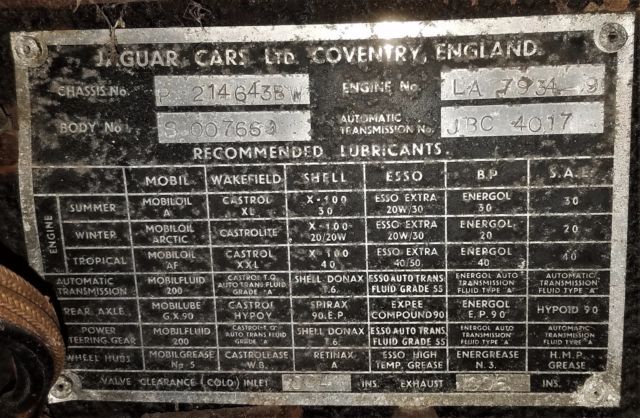 JAGUAR CARS LTD. COVENTRY, ENGLAND.
CHASSIS No. P 214643BW ENGINE No. LA 7934 9
BODY No. S 007669 AUTOMATIC TRANSMISSION No. JBC 4017
RECOMMENDED LUBRICANTS
MOBIL WAKEFIELD SHELL ESSO B.P. S.A.E.
ENGINE
SUMMER MOBILOIL A CASTROL XL X-100 30 ESSO EXTRA 20W/30 ENERGOL 30 30
WINTER MOBILOIL ARCTIC CASTROLITE X-100 20/20W ESSO EXTRA 20W/30 ENERGOL 20 20
TROPICAL MOBILOIL AF CASTROL XXL X-100 40 ESSO EXTRA 40/50 ENERGOL 40 40
AUTOMATIC TRANSMISSION MOBILFLUID 200 CASTROL T.Q. AUTO TRANS FLUID GRADE "A" SHELL DONAX T.6. ESSO AUTO TRANS. FLUID GRADE 55 ENERGOL AUTO TRANSMISSION FLUID TYPE "A" AUTOMATIC TRANSMISSION FLUID TYPE "A"
REAR AXLE. MOBILUBE G.X.90 CASTROL HYPOY SPIRAX 90.E.P. EXPEE COMPOUND 90 ENERGOL E.P. 90 HYPOID 90
POWER STEERING GEAR MOBILFLUID 200 CASTROL T.Q. AUTO TRANS FLUID GRADE "A" SHELL DONAX T.6. ESSO AUTO TRANS. FLUID GRADE 55 ENERGOL AUTO TRANSMISSION FLUID TYPE "A" AUTOMATIC TRANSMISSION FLUID TYPE "A"
WHEEL HUBS MOBILGREASE No 5 CASTROLEASE W.B. RETINAX A ESSO HIGH TEMP. GREASE ENERGREASE N.3. H.M.P. GREASE
VALVE CLEARANCE (COLD) INLET INS. EXHAUST INS.